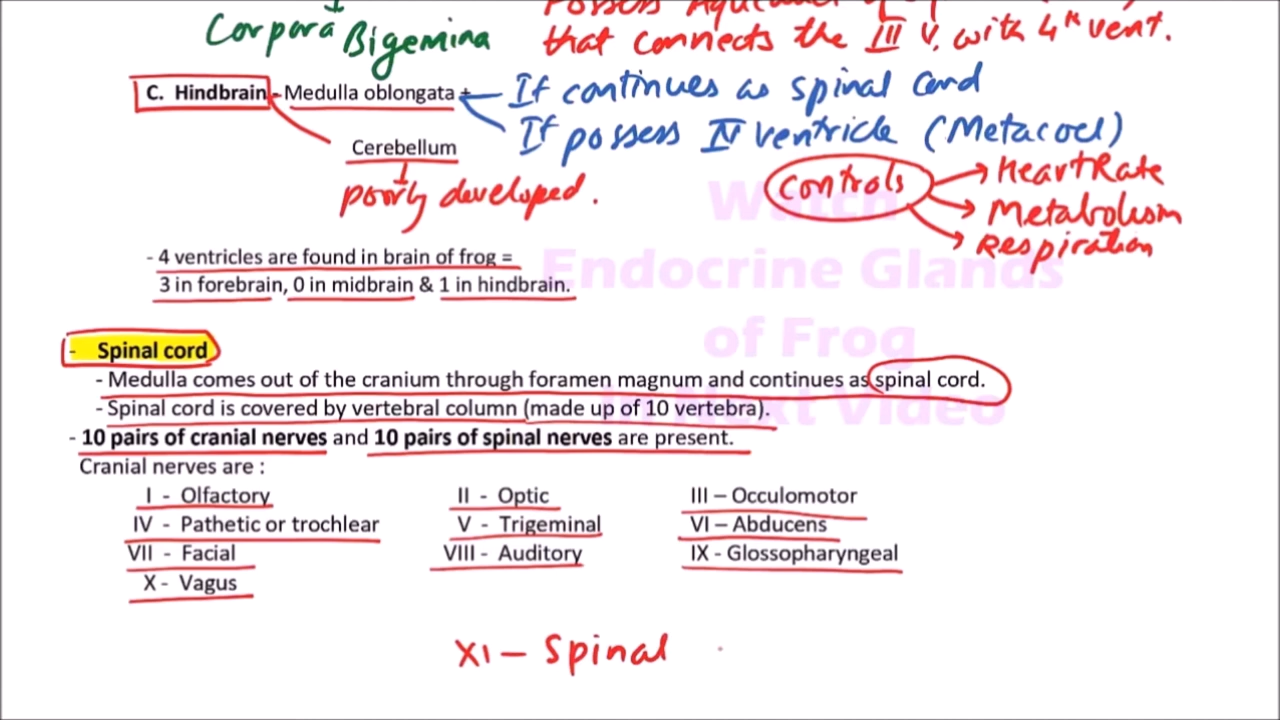 that connects the III V. with 4th vent.
Corpora Bigemina
C. Hindbrain - Medulla oblongata +
It continues as spinal cord
It possess IV ventricle (Metacoel)
Cerebellum
poorly developed.
Controls
Heart Rate
Metabolism
Respiration
Watch
Endocrine Glands
of Frog
in Next Video
- 4 ventricles are found in brain of frog =
3 in forebrain, 0 in midbrain & 1 in hindbrain.
- Spinal cord
- Medulla comes out of the cranium through foramen magnum and continues as spinal cord.
- Spinal cord is covered by vertebral column (made up of 10 vertebra).
- 10 pairs of cranial nerves and 10 pairs of spinal nerves are present.
Cranial nerves are :
I - Olfactory II - Optic III – Occulomotor
IV - Pathetic or trochlear V - Trigeminal VI – Abducens
VII - Facial VIII - Auditory IX - Glossopharyngeal
X - Vagus
XI – Spinal